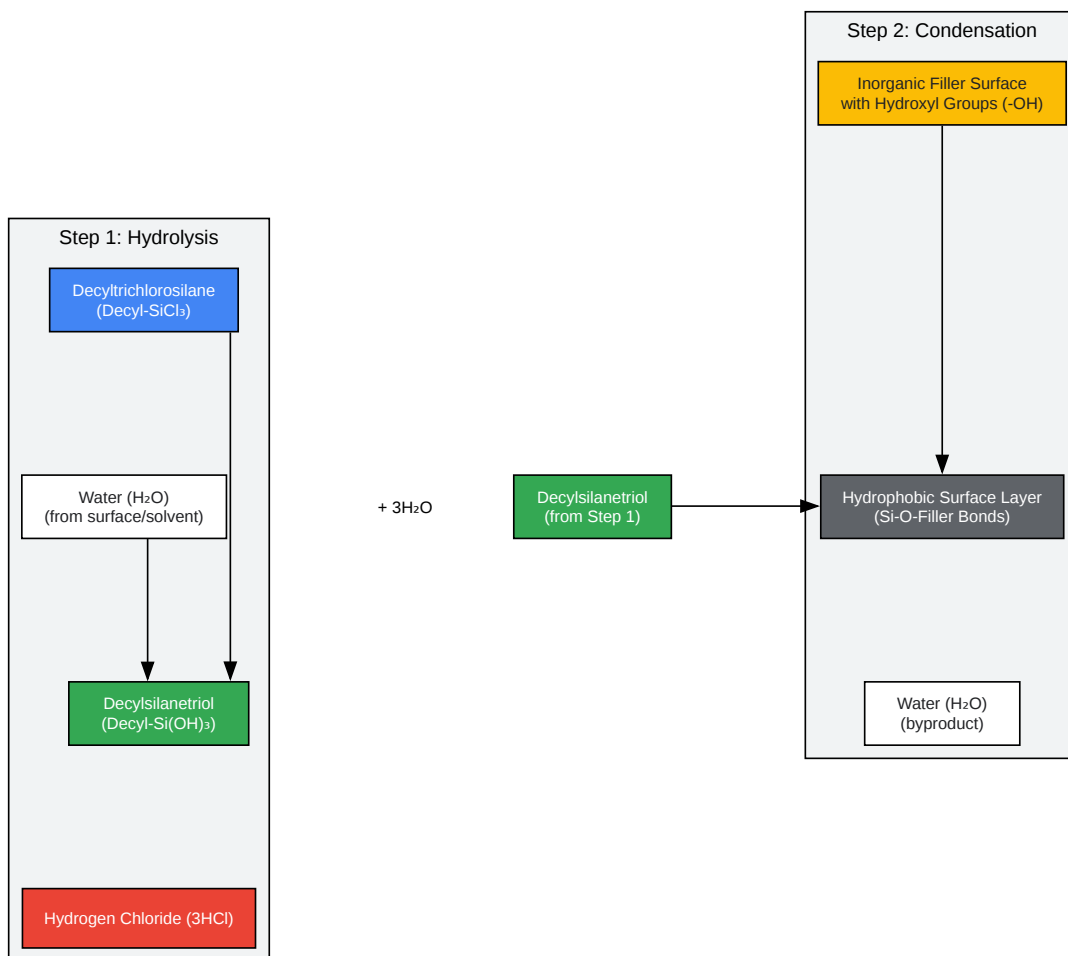 Step 1: Hydrolysis
Decyltrichlorosilane
(Decyl-SiCl₃)
Water (H₂O)
(from surface/solvent)
Decylsilanetriol
(Decyl-Si(OH)₃)
Hydrogen Chloride (3HCl)
+ 3H₂O
Decylsilanetriol
(from Step 1)
Step 2: Condensation
Inorganic Filler Surface
with Hydroxyl Groups (-OH)
Hydrophobic Surface Layer
(Si-O-Filler Bonds)
Water (H₂O)
(byproduct)